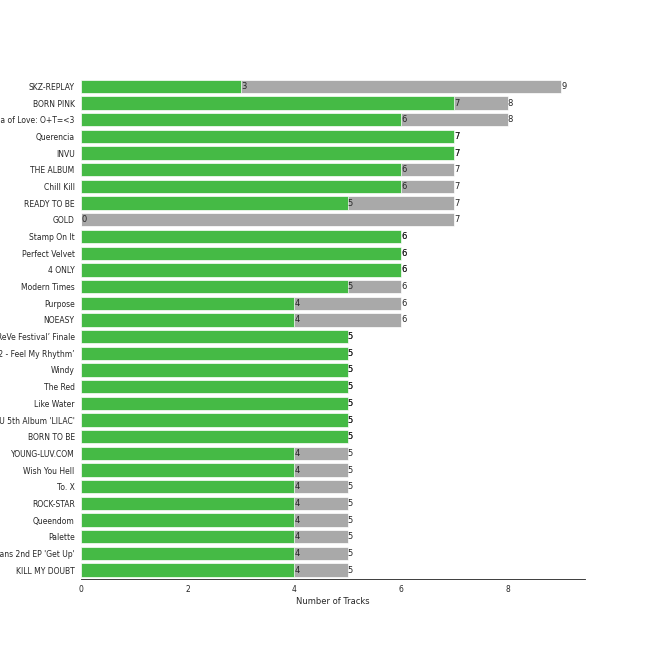 SKZ-REPLAY 3 9
BORN PINK 7 8
a of Love: O+T=<3 6 8
Querencia 7
INVU 7
THE ALBUM 6 7
Chill Kill 6 7
READY TO BE 5 7
GOLD 0 7
Stamp On It 6
Perfect Velvet 6
4 ONLY 6
Modern Times 5 6
Purpose 4 6
NOEASY 4 6
ReVe Festival' Finale 5
2 - Feel My Rhythm' 5
Windy 5
The Red 5
Like Water 5
U 5th Album 'LILAC' 5
BORN TO BE 5
YOUNG-LUV.COM 4 5
Wish You Hell 4 5
To. X 4 5
ROCK-STAR 4 5
Queendom 4 5
Palette 4 5
ans 2nd EP 'Get Up' 4 5
KILL MY DOUBT 4 5
0 2 4 6 8
Number of Tracks